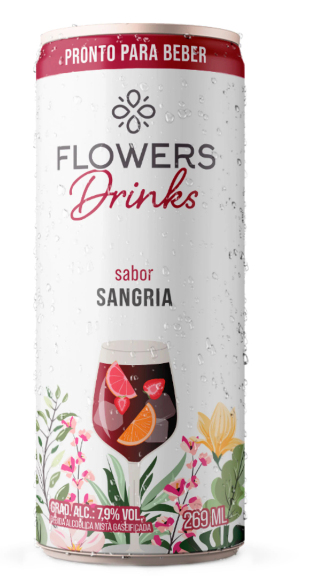 PRONTO PARA BEBER
FLOWERS
Drinks
sabor
SANGRIA
GRAD. ALC.: 7,9% VOL.
BEBIDA ALCOÓLICA MISTA GASEIFICADA
269 ML